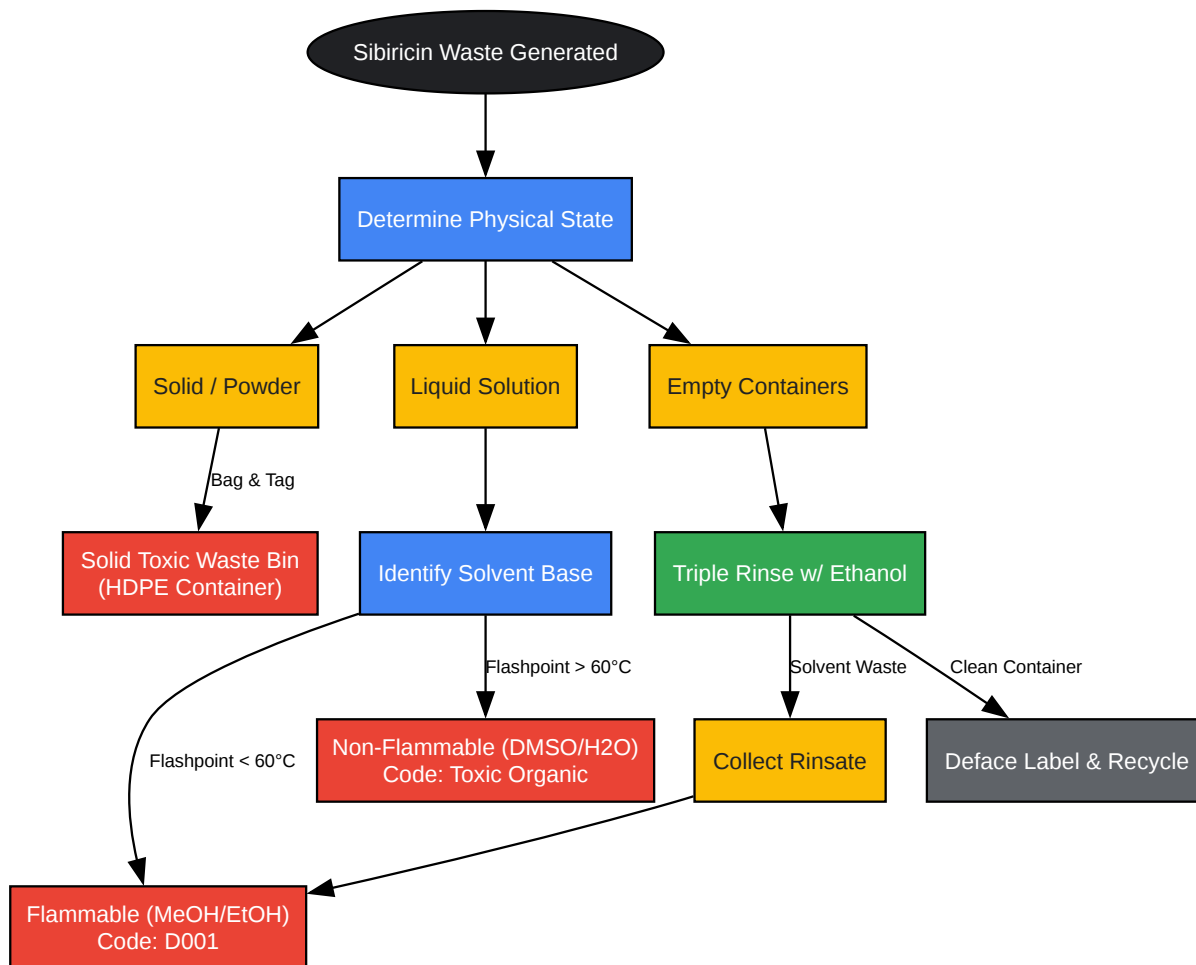 Sibiricin Waste Generated
Determine Physical State
Solid / Powder
Liquid Solution
Empty Containers
Bag & Tag
Solid Toxic Waste Bin
(HDPE Container)
Identify Solvent Base
Triple Rinse w/ Ethanol
Flashpoint > 60°C
Solvent Waste
Clean Container
Flashpoint < 60°C
Non-Flammable (DMSO/H2O)
Code: Toxic Organic
Collect Rinsate
Deface Label & Recycle
Flammable (MeOH/EtOH)
Code: D001